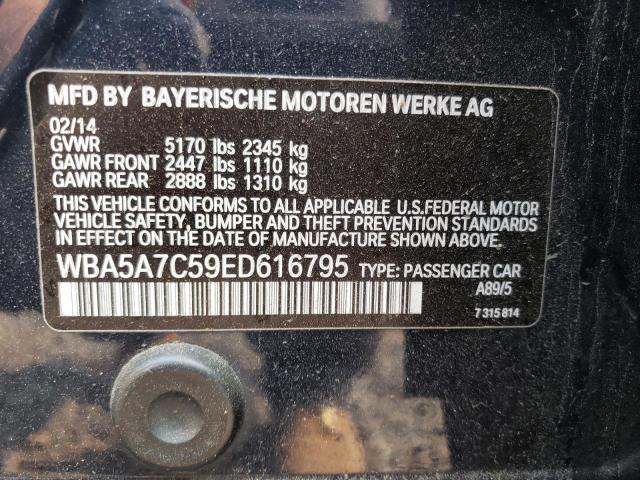 MFD BY BAYERISCHE MOTOREN WERKE AG
02/14
GVWR 5170 lbs 2345 kg
GAWR FRONT 2447 lbs 1110 kg
GAWR REAR 2888 lbs 1310 kg
THIS VEHICLE CONFORMS TO ALL APPLICABLE U.S.FEDERAL MOTOR
VEHICLE SAFETY, BUMPER AND THEFT PREVENTION STANDARDS
IN EFFECT ON THE DATE OF MANUFACTURE SHOWN ABOVE.
WBA5A7C59ED616795 TYPE: PASSENGER CAR
A89/5
7 315 814